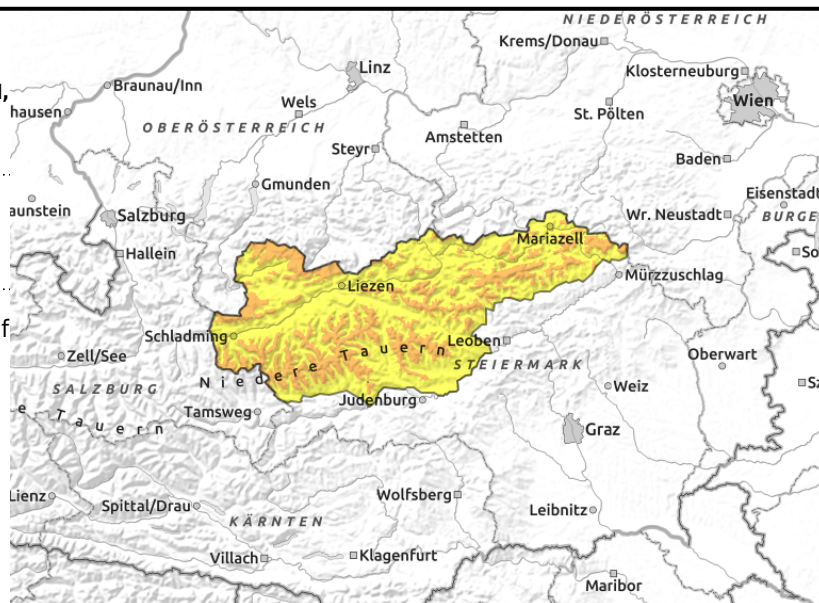 NIEDERÖSTERREICH
Krems/Donau
Linz
Klosterneuburg
Braunau/Inn
Wels
Wien
hausen
St. Pölten
OBERÖSTERREICH
Amstetten
Steyr
Baden
Gmunden
Eisenstadt
aunstein
Salzburg
Wr. Neustadt
BURGE
Mariazell
Hallein
So
Mürzzuschlag
Liezen
f
Schladming
Leoben
Zell/See
Niedere Tauern
STEIERMARK
Oberwart
SALZBURG
Weiz
Sz
e Tauern
Tamsweg
Judenburg
Graz
Lienz
Wolfsberg
Spittal/Drau
Leibnitz
KÄRNTEN
Villach
Klagenfurt
Maribor